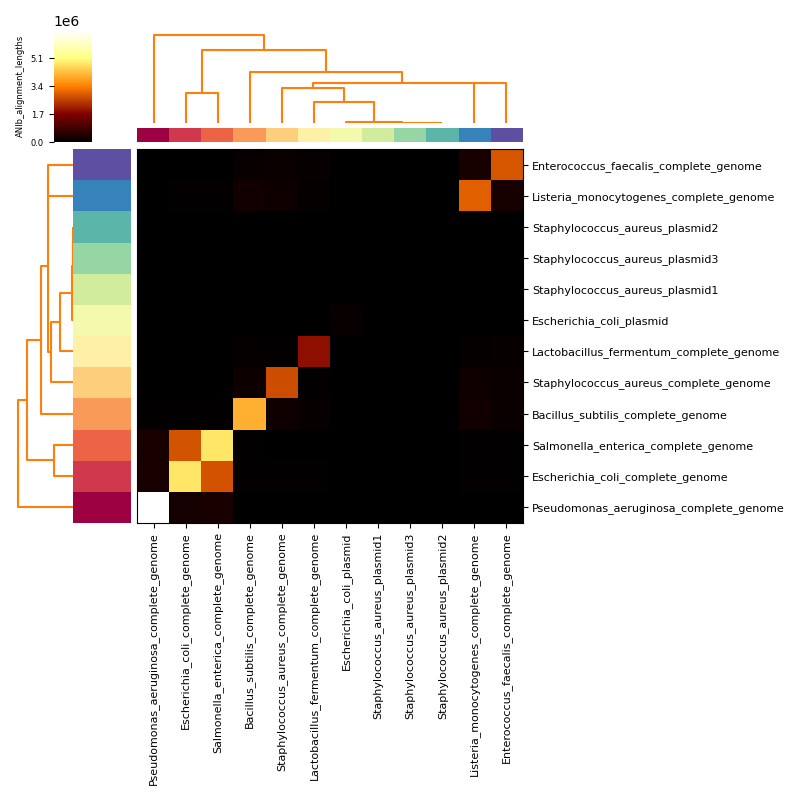 1e6
ANIb_alignment_lengths
5.1
3.4
1.7
0.0
Enterococcus_faecalis_complete_genome
Listeria_monocytogenes_complete_genome
Staphylococcus_aureus_plasmid2
Staphylococcus_aureus_plasmid3
Staphylococcus_aureus_plasmid1
Escherichia_coli_plasmid
Lactobacillus_fermentum_complete_genome
Staphylococcus_aureus_complete_genome
Bacillus_subtilis_complete_genome
Salmonella_enterica_complete_genome
Escherichia_coli_complete_genome
Pseudomonas_aeruginosa_complete_genome
Pseudomonas_aeruginosa_complete_genome
Escherichia_coli_complete_genome
Salmonella_enterica_complete_genome
Bacillus_subtilis_complete_genome
Staphylococcus_aureus_complete_genome
Lactobacillus_fermentum_complete_genome
Escherichia_coli_plasmid
Staphylococcus_aureus_plasmid1
Staphylococcus_aureus_plasmid3
Staphylococcus_aureus_plasmid2
Listeria_monocytogenes_complete_genome
Enterococcus_faecalis_complete_genome